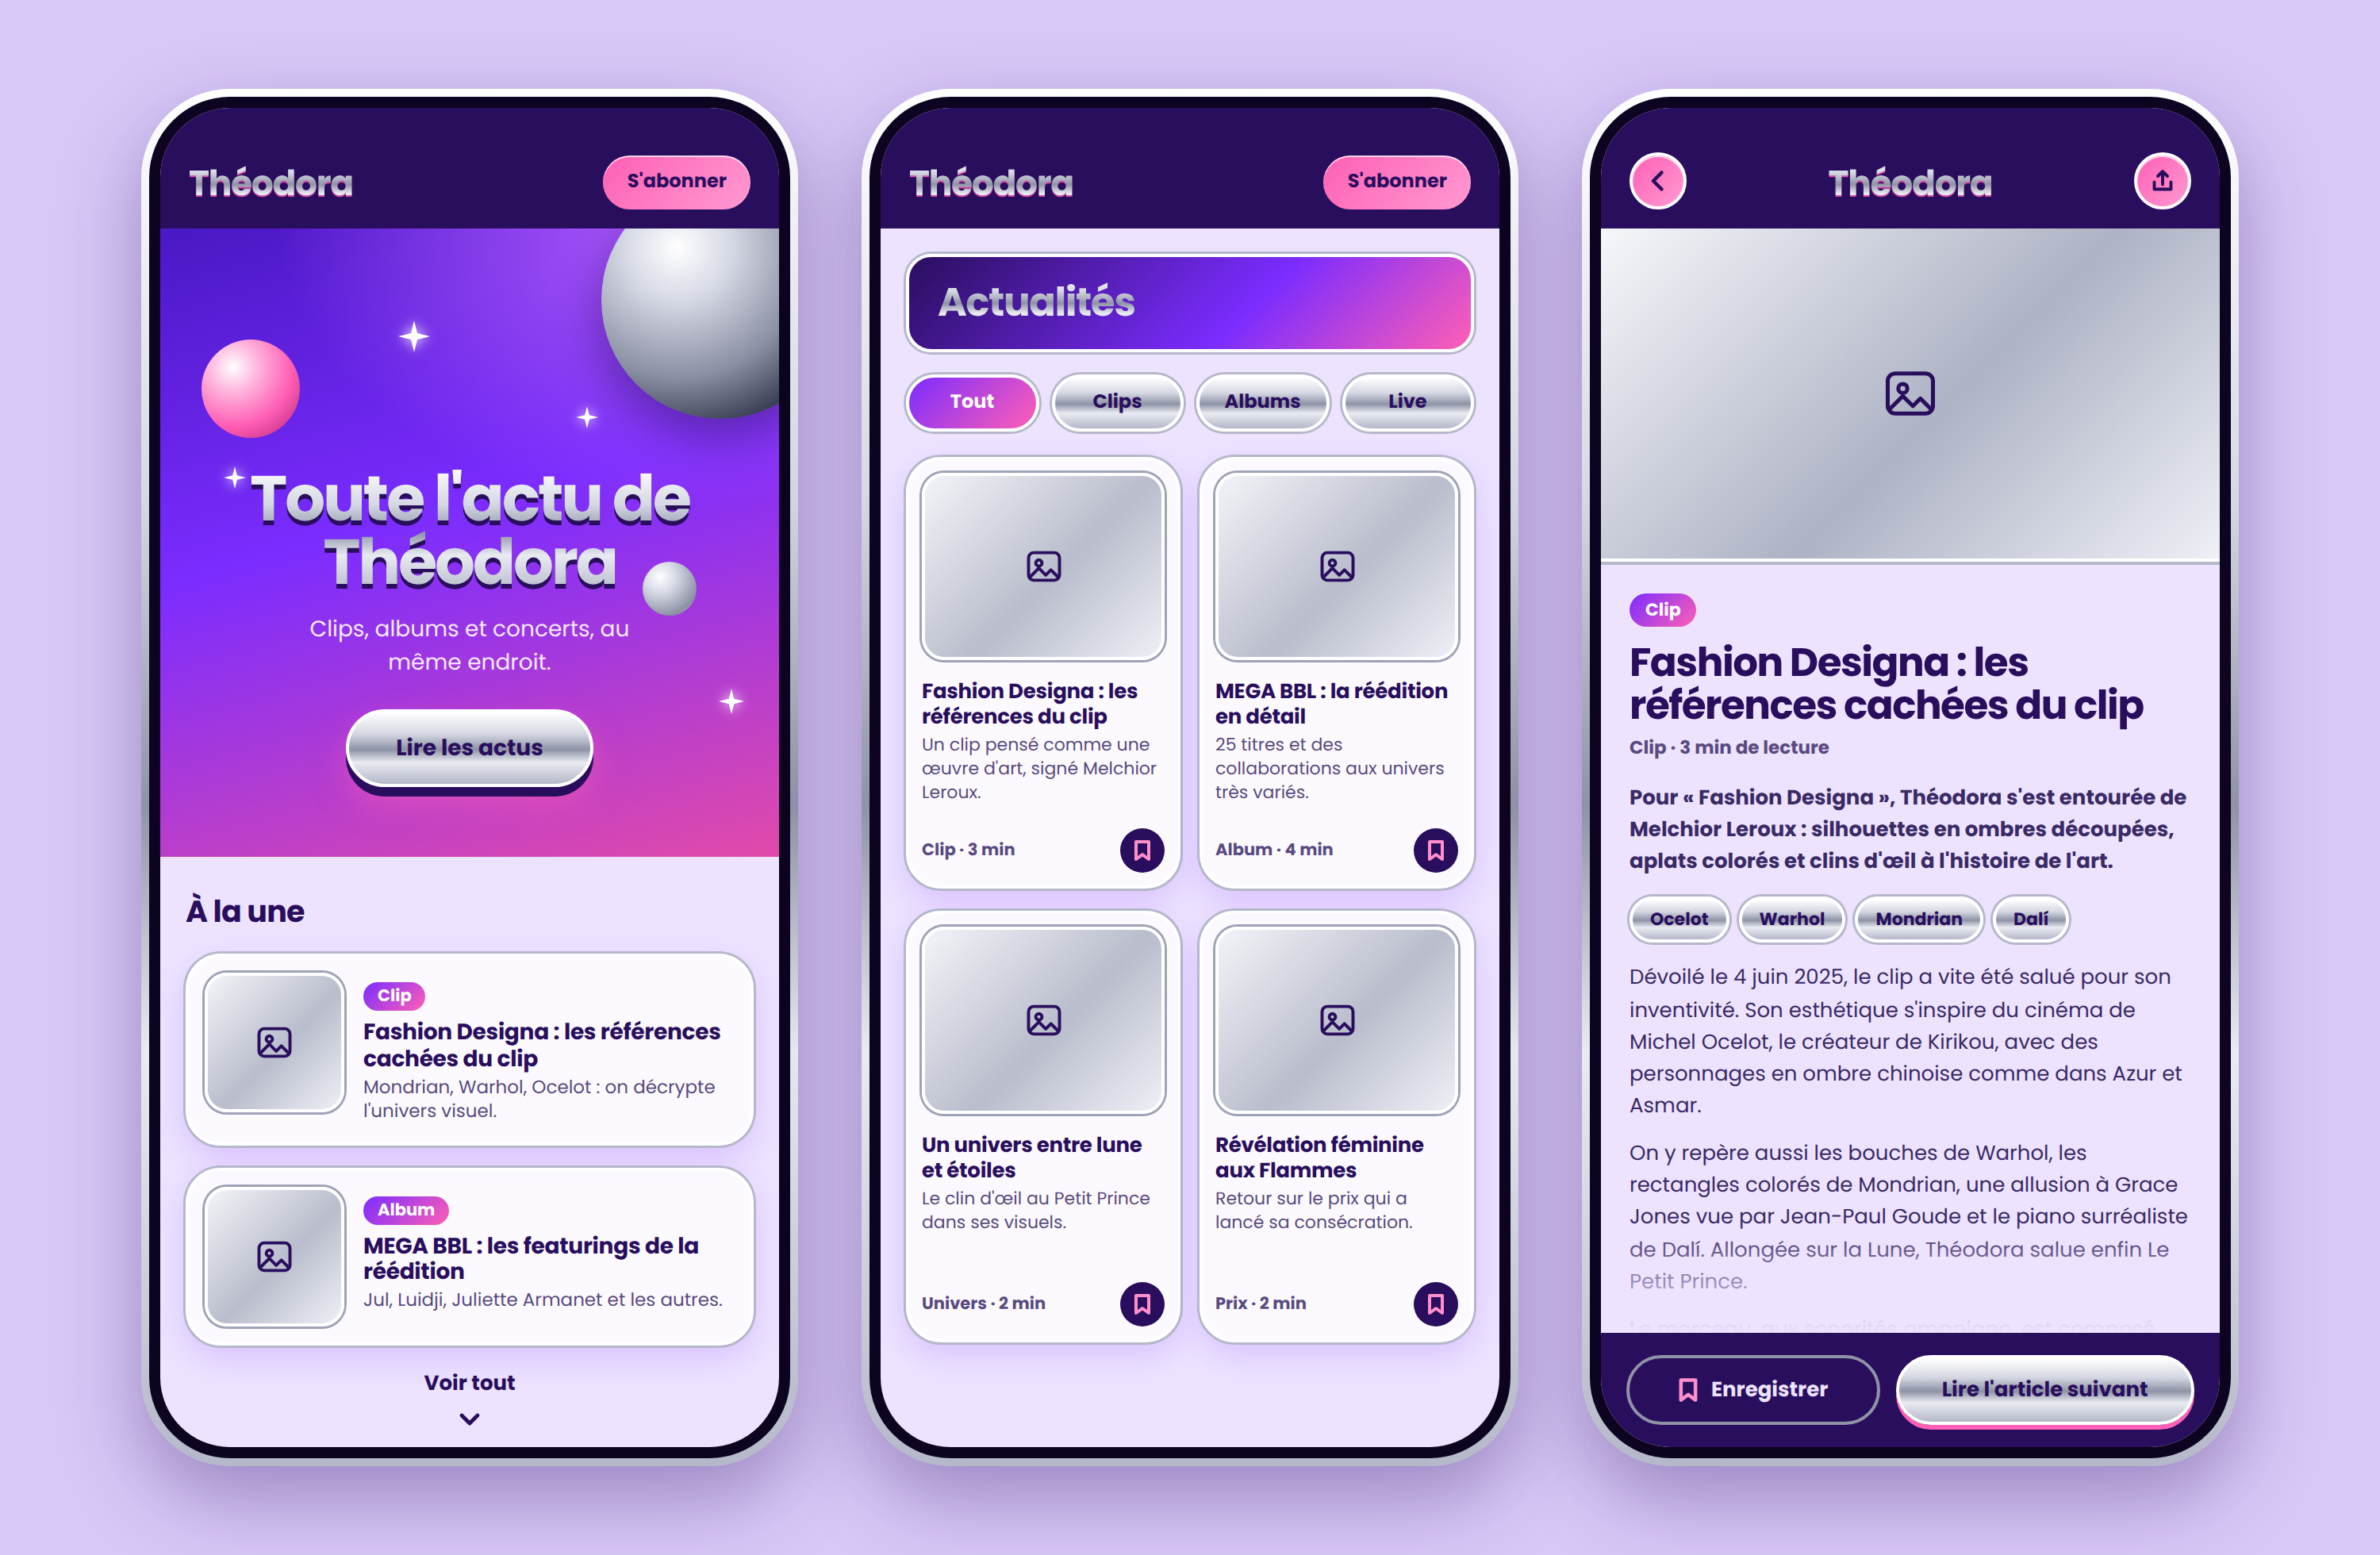 Théodora
S'abonner
Toute l'actu de
Théodora
Clips, albums et concerts, au
même endroit.
Lire les actus
À la une
Clip
Fashion Designa : les références
cachées du clip
Mondrian, Warhol, Ocelot : on décrypte
l'univers visuel.
Album
MEGA BBL : les featurings de la
réédition
Jul, Luidji, Juliette Armanet et les autres.
Voir tout
Théodora
S'abonner
Actualités
Tout
Clips
Albums
Live
Fashion Designa : les
références du clip
Un clip pensé comme une
œuvre d'art, signé Melchior
Leroux.
Clip · 3 min
MEGA BBL : la réédition
en détail
25 titres et des
collaborations aux univers
très variés.
Album · 4 min
Un univers entre lune
et étoiles
Le clin d'œil au Petit Prince
dans ses visuels.
Univers · 2 min
Révélation féminine
aux Flammes
Retour sur le prix qui a
lancé sa consécration.
Prix · 2 min
Théodora
Clip
Fashion Designa : les
références cachées du clip
Clip · 3 min de lecture
Pour « Fashion Designa », Théodora s'est entourée de
Melchior Leroux : silhouettes en ombres découpées,
aplats colorés et clins d'œil à l'histoire de l'art.
Ocelot
Warhol
Mondrian
Dalí
Dévoilé le 4 juin 2025, le clip a vite été salué pour son
inventivité. Son esthétique s'inspire du cinéma de
Michel Ocelot, le créateur de Kirikou, avec des
personnages en ombre chinoise comme dans Azur et
Asmar.
On y repère aussi les bouches de Warhol, les
rectangles colorés de Mondrian, une allusion à Grace
Jones vue par Jean-Paul Goude et le piano surréaliste
de Dalí. Allongée sur la Lune, Théodora salue enfin Le
Petit Prince.
Enregistrer
Lire l'article suivant